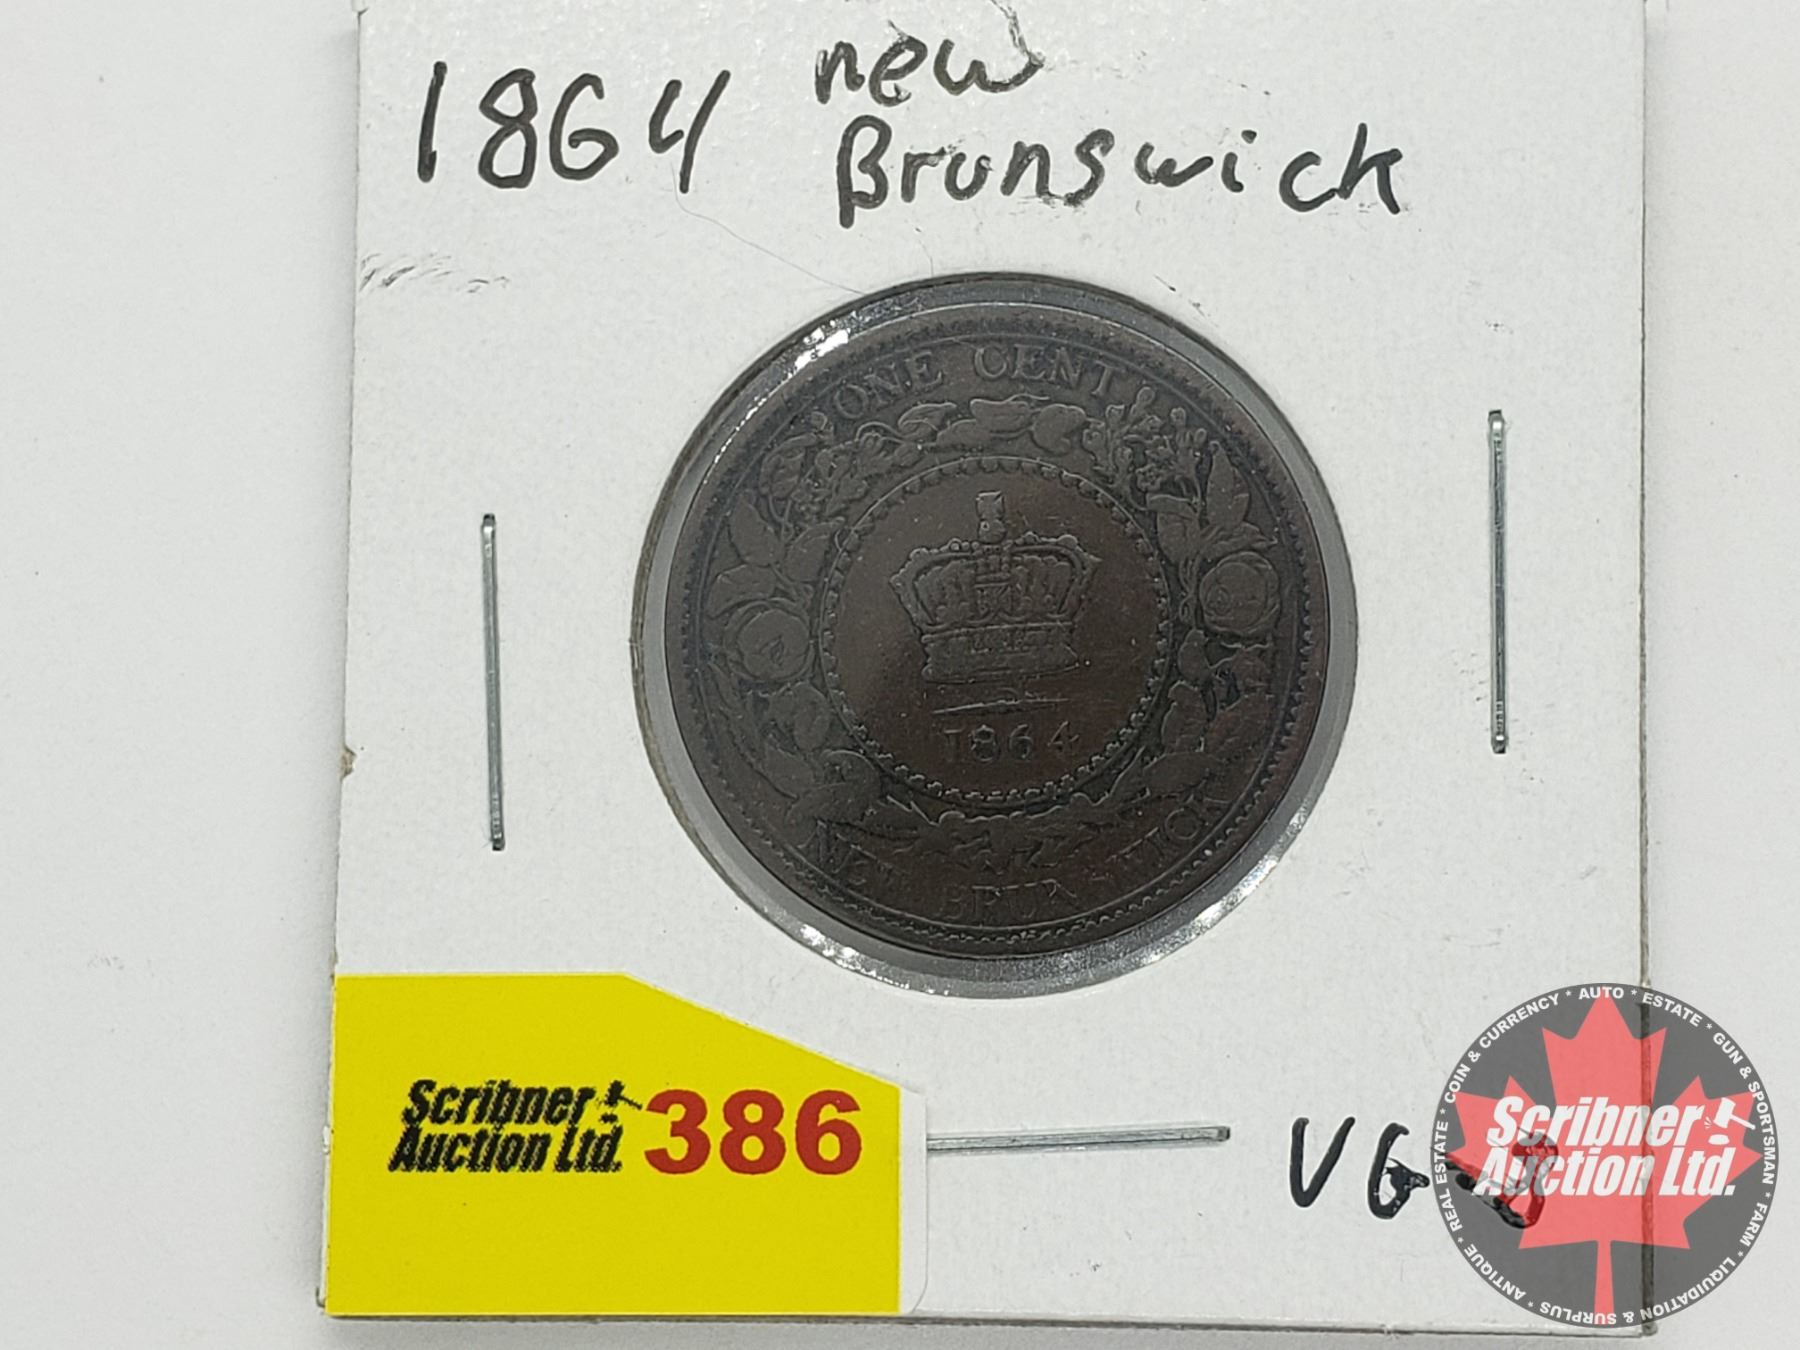 1864 new
Brunswick
ONE CENT
1864
NEW BRUNSWICK
Scribner
Auction Ltd.
386
VG-8
Scribner
Auction Ltd.
REAL ESTATE * COIN & CURRENCY * AUTO * ESTATE * GUN & SPORTSMAN * FARM * LIQUIDATION & SURPLUS * ANTIQUE *